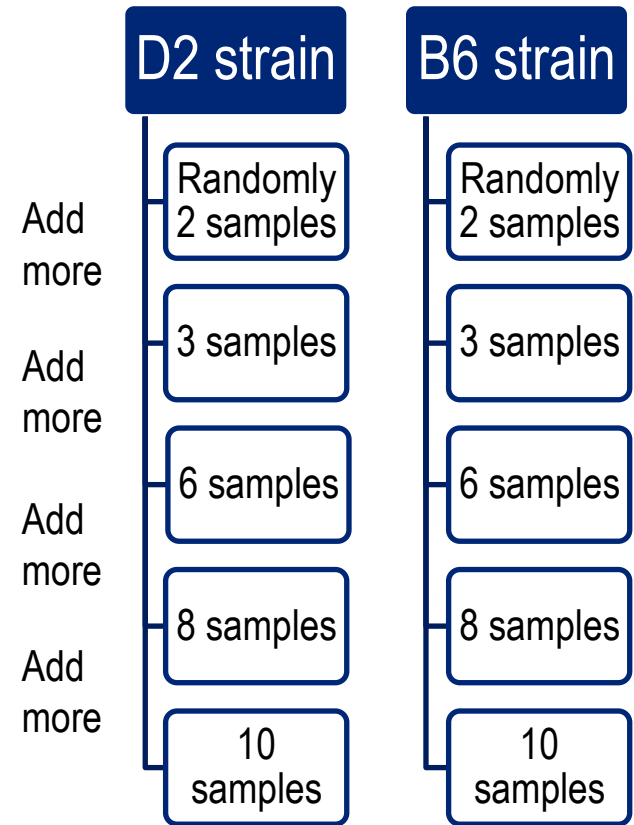 D2 strain
B6 strain
Randomly
2 samples
Randomly
2 samples
Add
more
3 samples
3 samples
Add
more
6 samples
6 samples
Add
more
8 samples
8 samples
Add
more
10
samples
10
samples